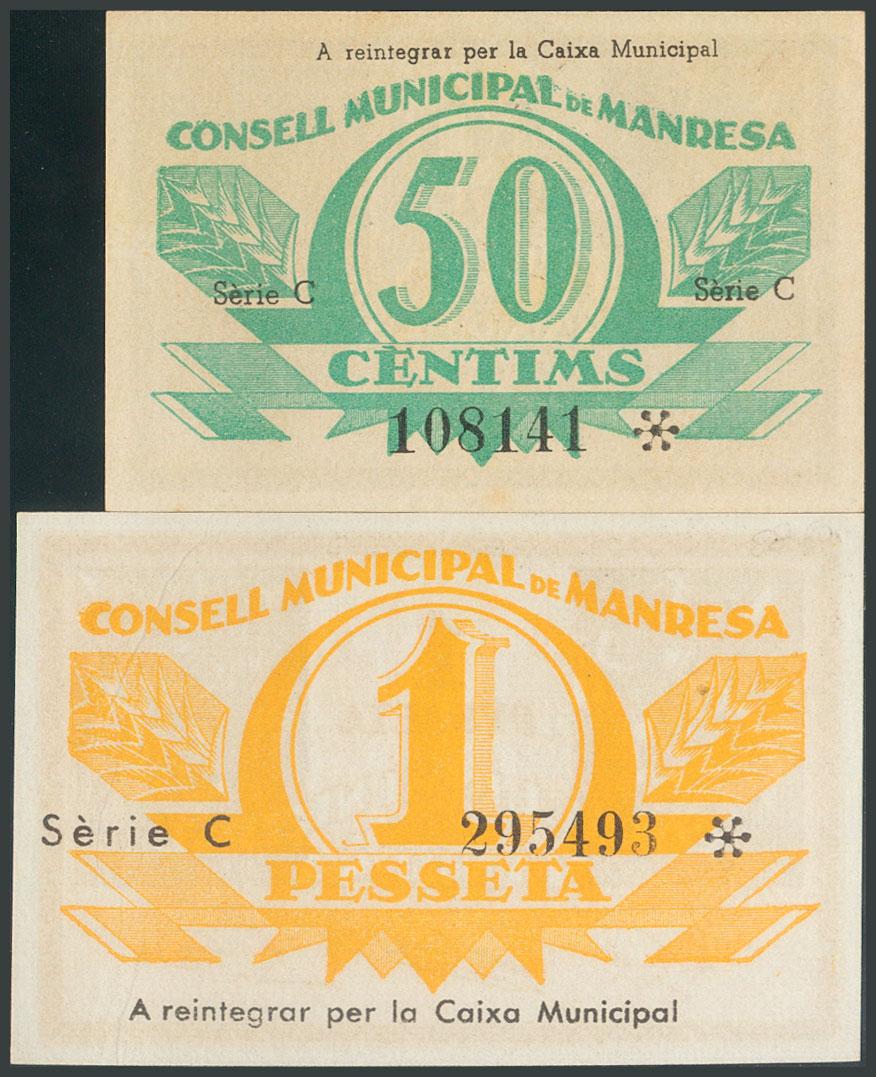 A reintegrar per la Caixa Municipal
CONSELL MUNICIPAL DE MANRESA
50
Sèrie C Sèrie C
CÈNTIMS
108141
CONSELL MUNICIPAL DE MANRESA
1
Sèrie C 295493
PESSETA
A reintegrar per la Caixa Municipal